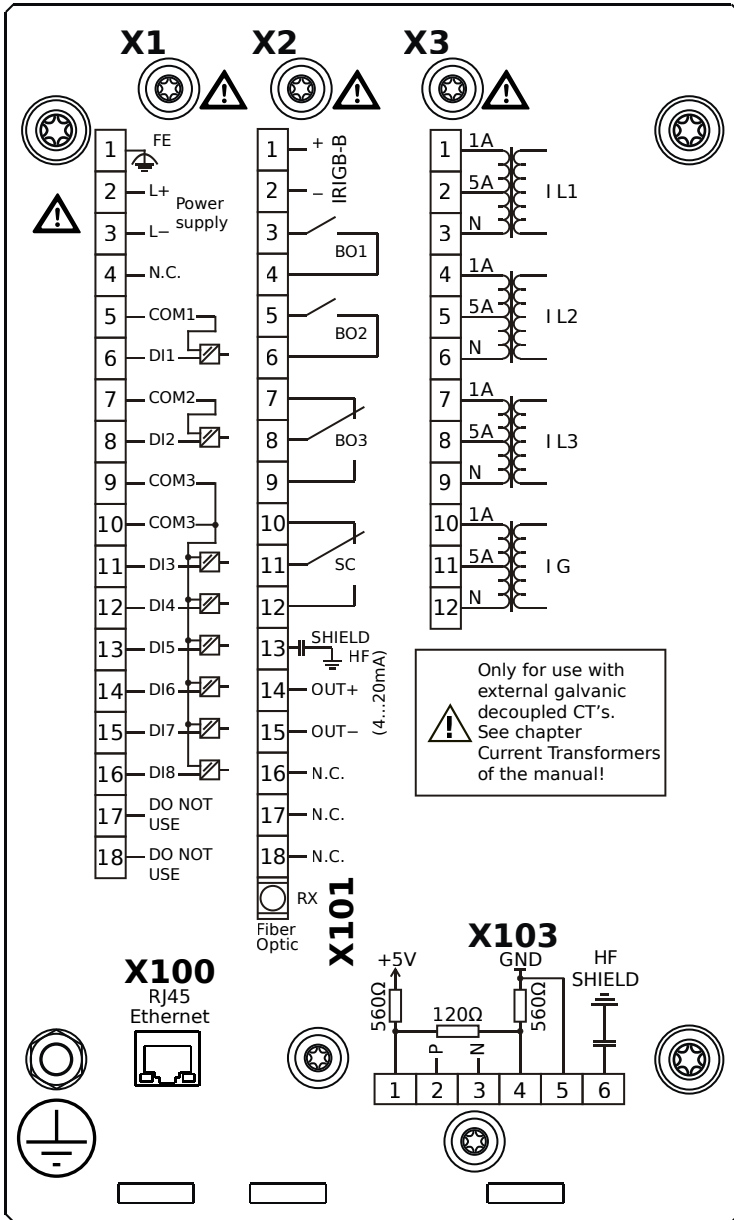 X1
1 FE
2 L+ Power
3 L− supply
4 N.C.
5 COM1
6 DI1
7 COM2
8 DI2
9 COM3
10 COM3
11 DI3
12 DI4
13 DI5
14 DI6
15 DI7
16 DI8
17 DO NOT
USE
18 DO NOT
USE
X2
1 +
2 −
IRIGB-B
3
BO1
4
5
BO2
6
7
8 BO3
9
10
11 SC
12
13 SHIELD
HF
14 OUT+
15 OUT−
(4...20mA)
16 N.C.
17 N.C.
18 N.C.
RX
Fiber
Optic
X101
X3
1 1A
2 5A I L1
3 N
4 1A
5 5A I L2
6 N
7 1A
8 5A I L3
9 N
10 1A
11 5A I G
12 N
Only for use with
external galvanic
decoupled CT's.
See chapter
Current Transformers
of the manual!
X100
RJ45
Ethernet
X103
+5V GND HF
SHIELD
560Ω 120Ω 560Ω
P N
1 2 3 4 5 6